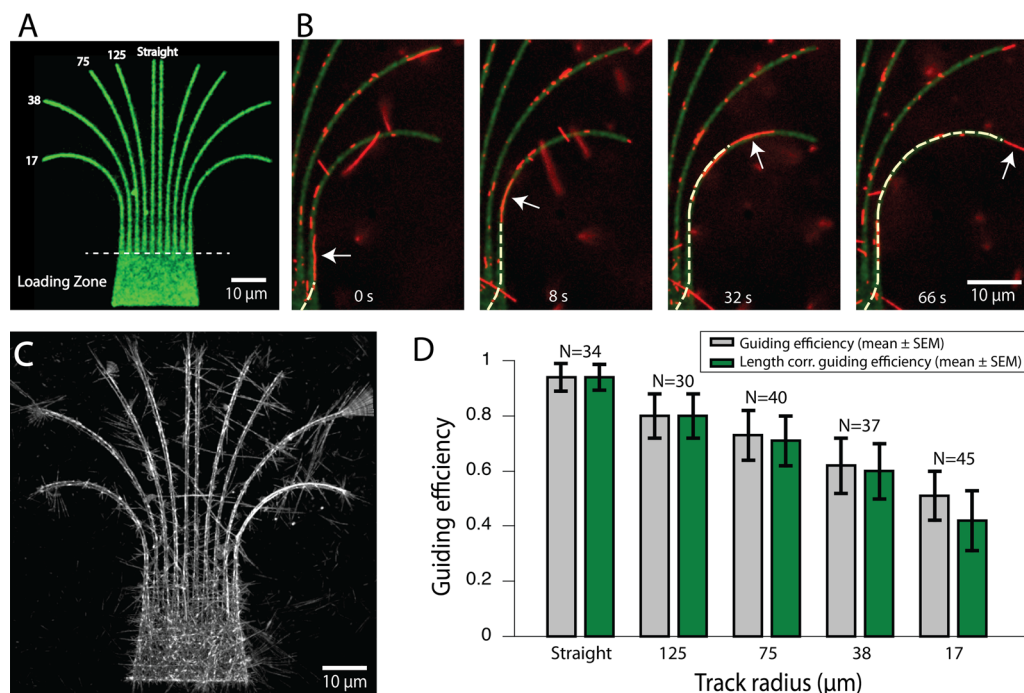 A
Straight
125
75
38
17
Loading Zone
10 µm
B
0 s
8 s
32 s
66 s
10 µm
C
10 µm
D
Guiding efficiency (mean ± SEM)
Length corr. guiding efficiency (mean ± SEM)
Guiding efficiency
1
0.8
0.6
0.4
0.2
0
N=34
N=30
N=40
N=37
N=45
Straight 125 75 38 17
Track radius (µm)